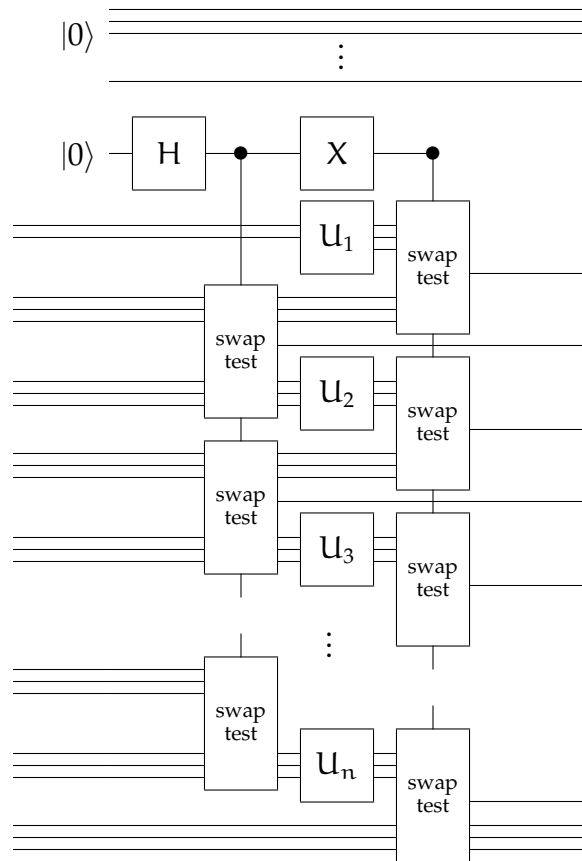 |0⟩
⋮
|0⟩ H X
U₁
swap
test
swap
test
U₂
swap
test
swap
test
U₃
swap
test
⋮
swap
test
Uₙ
swap
test